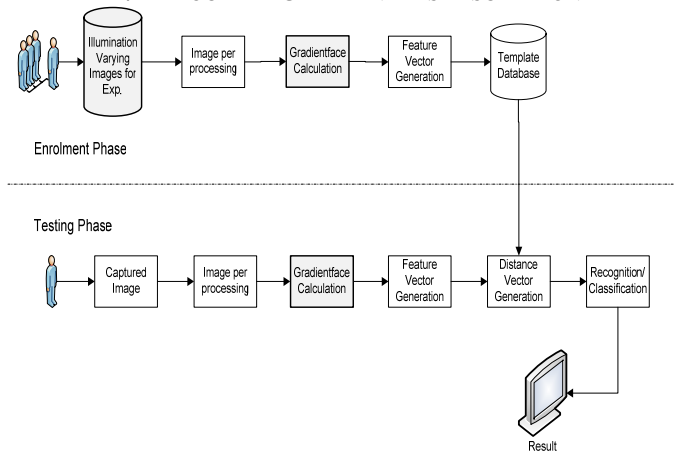 Illumination
Varying
Images for
Exp.
Image per
processing
Gradientface
Calculation
Feature
Vector
Generation
Template
Database
Enrolment Phase
Testing Phase
Captured
Image
Image per
processing
Gradientface
Calculation
Feature
Vector
Generation
Distance
Vector
Generation
Recognition/
Classification
Result